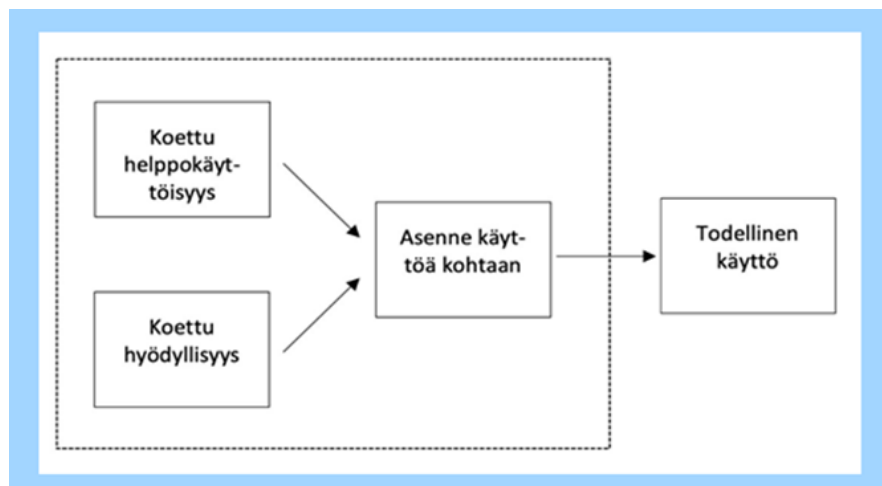 Koettu
helppokäyt-
töisyys
Koettu
hyödyllisyys
Asenne käyt-
töä kohtaan
Todellinen
käyttö